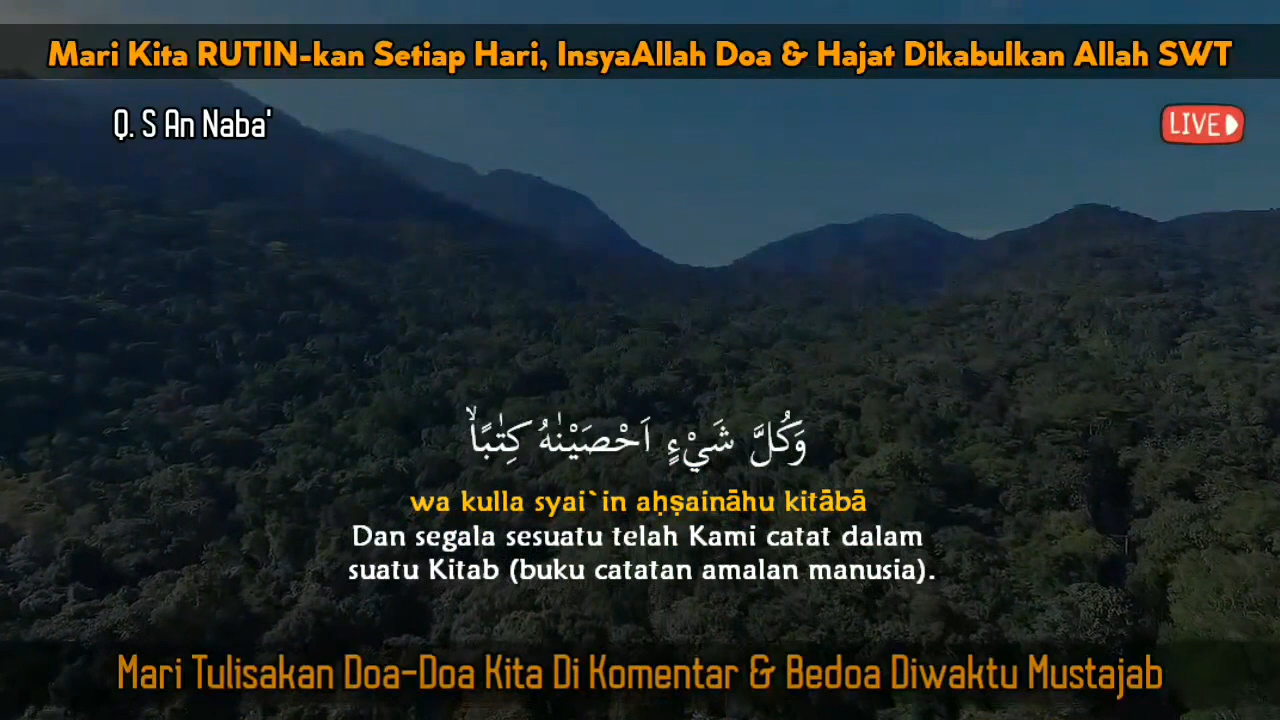 Mari Kita RUTIN-kan Setiap Hari, InsyaAllah Doa & Hajat Dikabulkan Allah SWT
Q. S An Naba'
LIVE
وَكُلَّ شَيْءٍ اَحْصَيْنٰهُ كِتٰبًاۙ
wa kulla syai`in aḥṣaināhu kitābā
Dan segala sesuatu telah Kami catat dalam
suatu Kitab (buku catatan amalan manusia).
Mari Tulisakan Doa-Doa Kita Di Komentar & Bedoa Diwaktu Mustajab